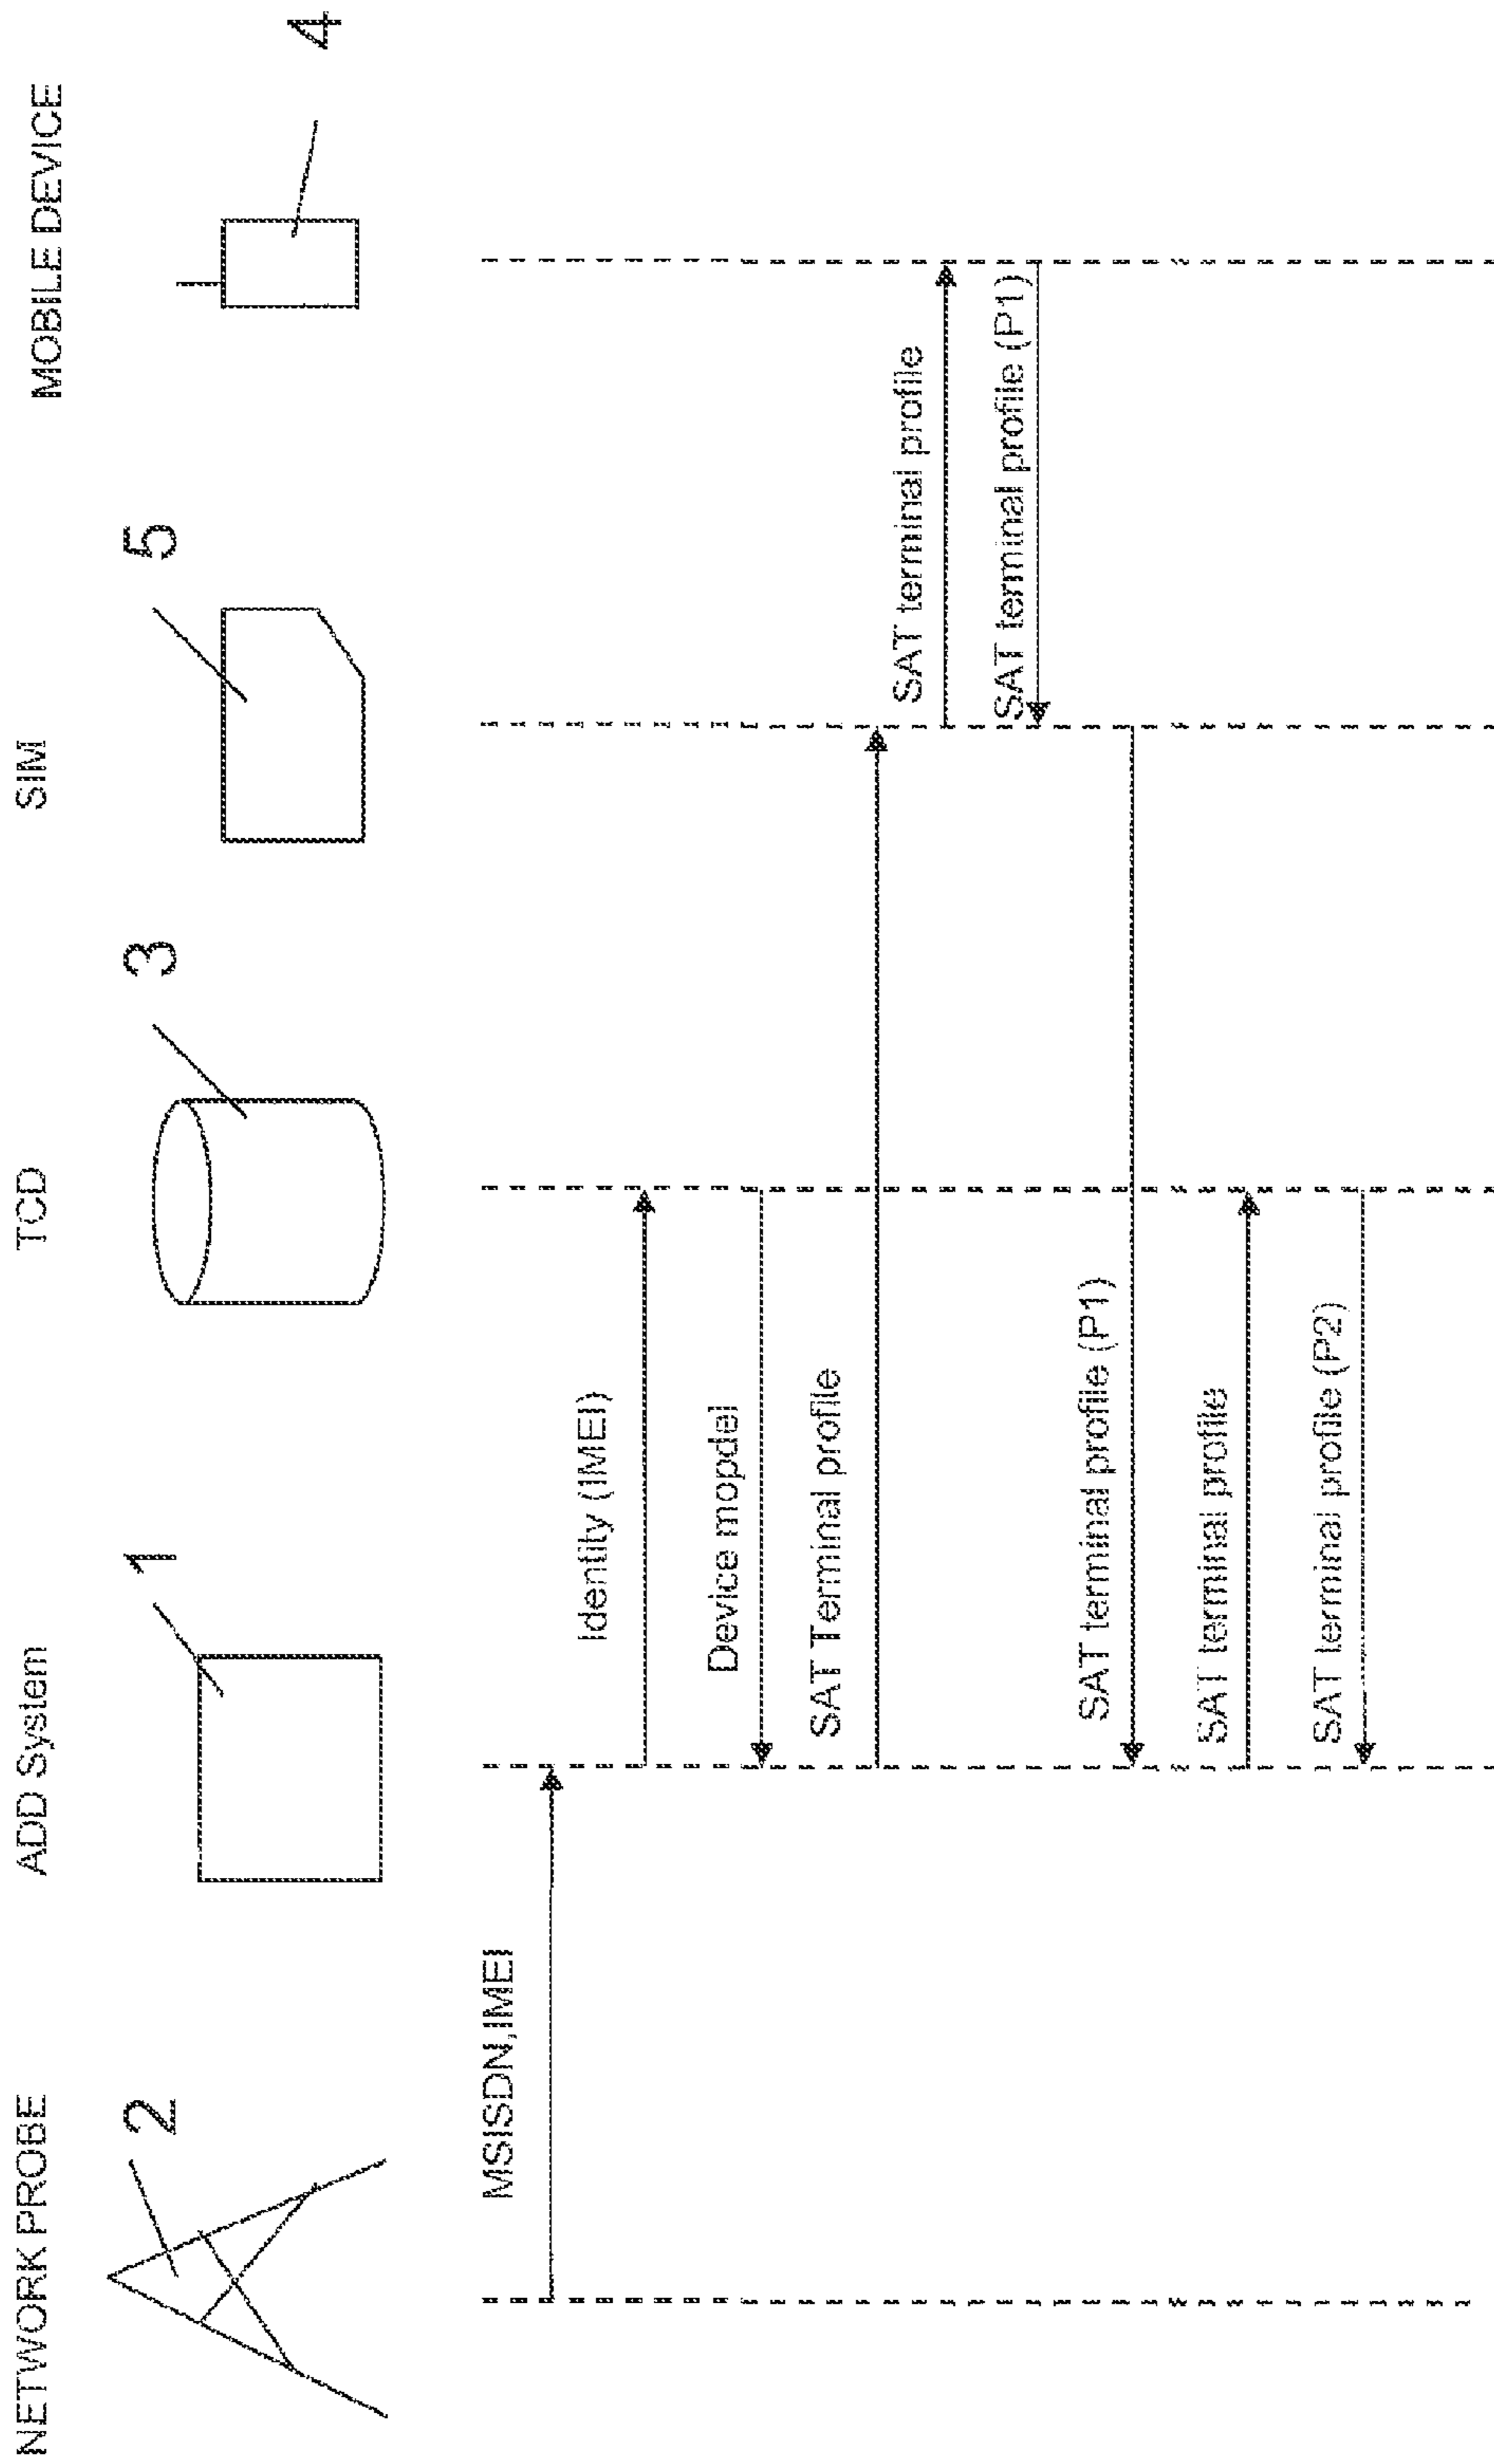 NETWORK PROBE
ADD System
TCD
SIM
MOBILE DEVICE
2
1
3
5
4
MSISDN,IMEI
Identity (IMEI)
Device mopdel
SAT Terminal profile
SAT terminal profile
SAT terminal profile (P1)
SAT terminal profile (P1)
SAT terminal profile
SAT terminal profile (P2)